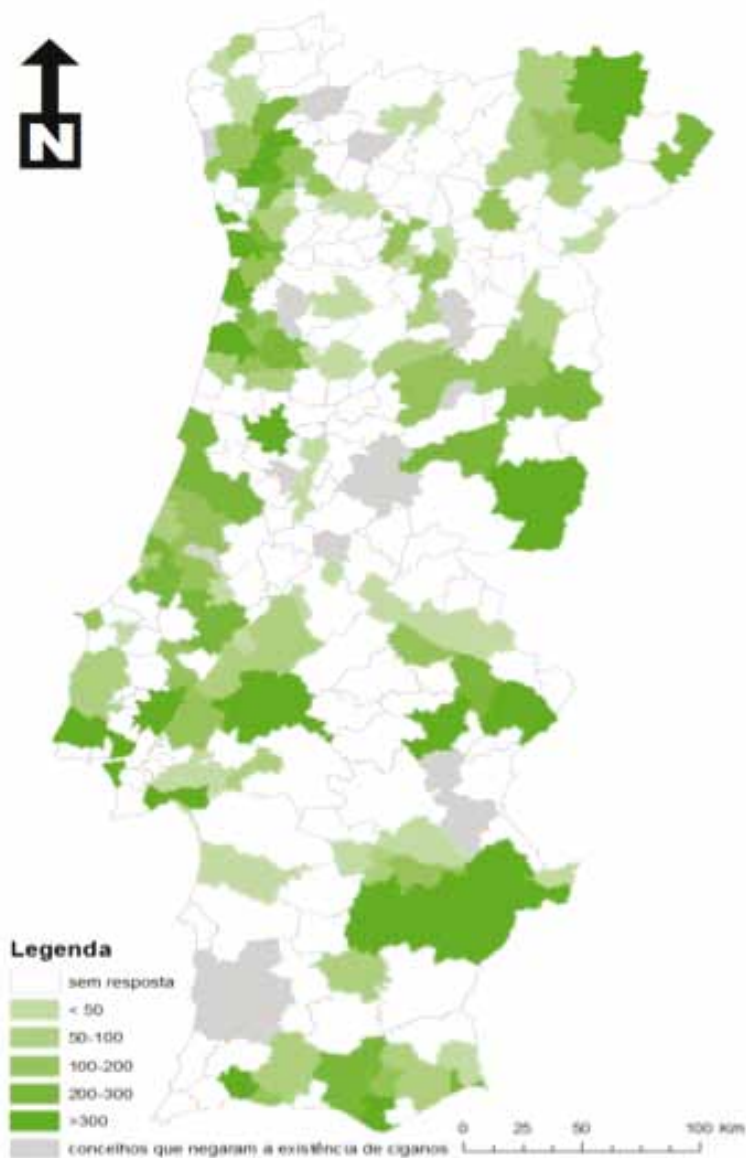 N
Legenda
sem resposta
< 50
50-100
100-200
200-300
>300
concelhos que negaram a existência de ciganos
0 25 50 100 Km